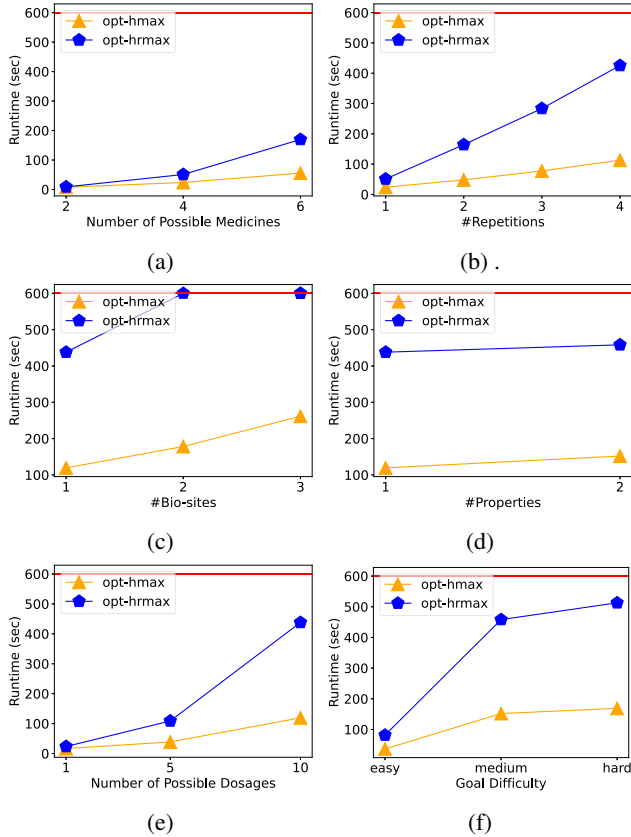 600
500
400
300
200
100
0
Runtime (sec)
opt-hmax
opt-hrmax
2 4 6
Number of Possible Medicines
(a)
600
500
400
300
200
100
0
Runtime (sec)
opt-hmax
opt-hrmax
1 2 3 4
#Repetitions
(b) .
600
500
400
300
200
100
Runtime (sec)
opt-hmax
opt-hrmax
1 2 3
#Bio-sites
(c)
600
500
400
300
200
100
Runtime (sec)
opt-hmax
opt-hrmax
1 2
#Properties
(d)
600
500
400
300
200
100
0
Runtime (sec)
opt-hmax
opt-hrmax
1 5 10
Number of Possible Dosages
(e)
600
500
400
300
200
100
Runtime (sec)
opt-hmax
opt-hrmax
easy medium hard
Goal Difficulty
(f)